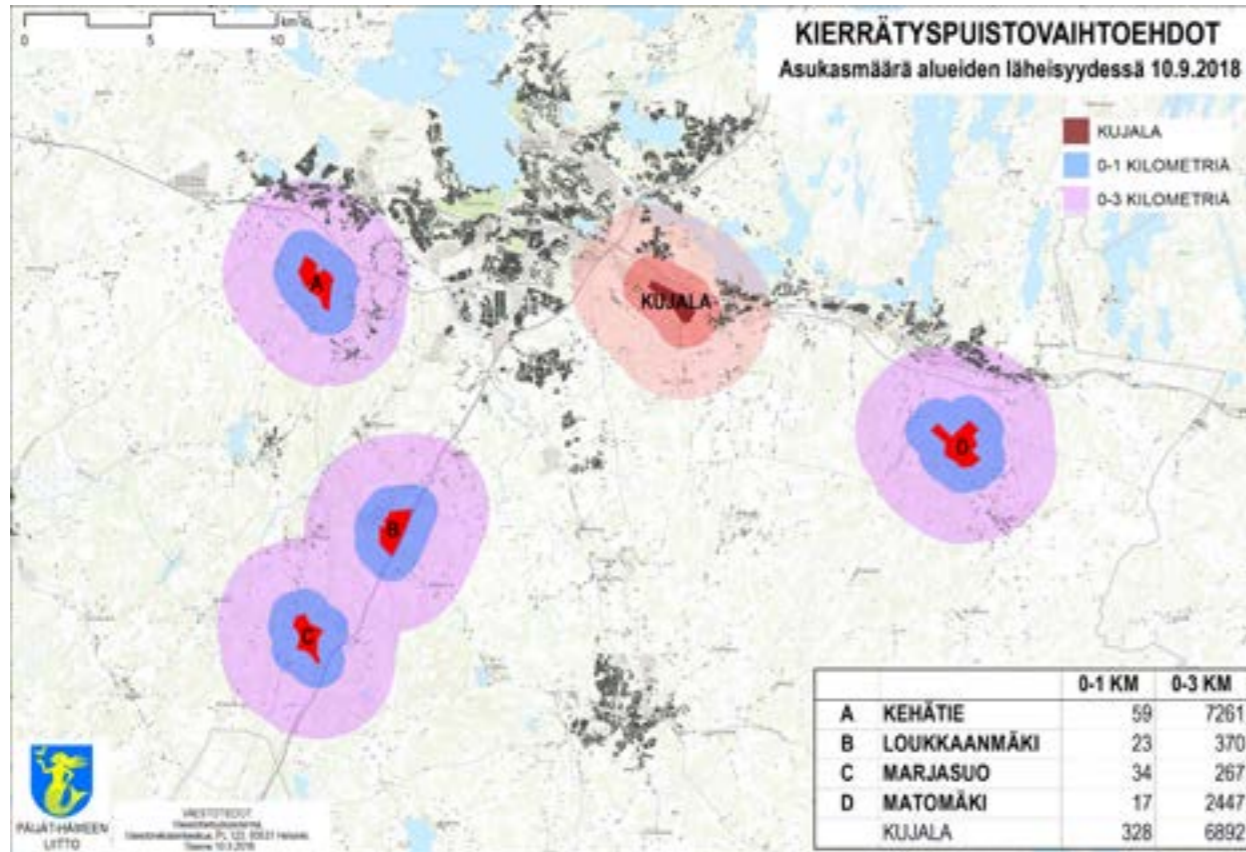 0 5 10 km
KIERRÄTYSPUISTOVAIHTOEHDOT
Asukasmäärä alueiden läheisyydessä 10.9.2018
KUJALA
0-1 KILOMETRIÄ
0-3 KILOMETRIÄ
A
KUJALA
D
B
C
0-1 KM 0-3 KM
A KEHÄTIE 59 7261
B LOUKKAANMÄKI 23 370
C MARJASUO 34 267
D MATOMÄKI 17 2447
KUJALA 328 6892
PÄIJÄT-HÄMEEN
LIITTO
VÄESTÖTIEDOT